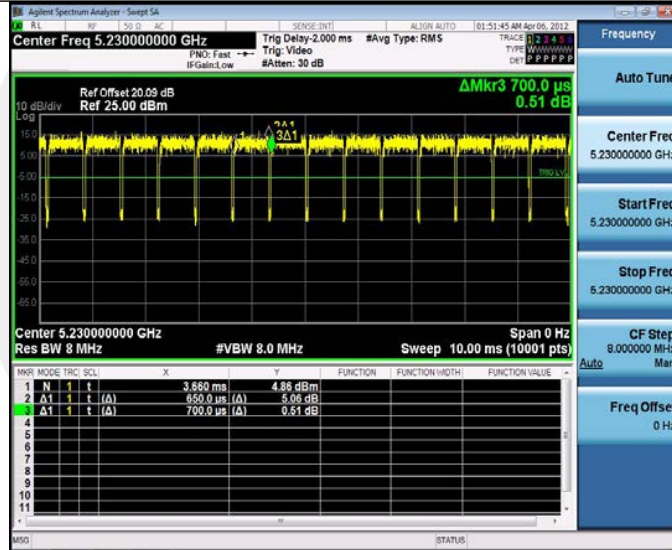 Agilent Spectrum Analyzer - Swept SA
RL RF 50 Ω AC SENSE:INT ALIGN AUTO 01:51:45 AM Apr 06, 2012
Center Freq 5.230000000 GHz
PNO: Fast
IFGain:Low
Trig Delay-2.000 ms
Trig: Video
#Atten: 30 dB
#Avg Type: RMS
TRACE 1 2 3 4 5 6
TYPE WWWWWW
DET P P P P P P
Ref Offset 20.09 dB
10 dB/div Ref 25.00 dBm
Log
ΔMkr3 700.0 µs
0.51 dB
15.0
5.00
-5.00
-15.0
-25.0
-35.0
-45.0
-55.0
-65.0
3Δ1
TRIG LV
Center 5.230000000 GHz Span 0 Hz
Res BW 8 MHz #VBW 8.0 MHz Sweep 10.00 ms (10001 pts)
MKR MODE TRC SCL X Y FUNCTION FUNCTION WIDTH FUNCTION VALUE
1 N 1 t 3.660 ms 4.86 dBm
2 Δ1 1 t (Δ) 650.0 µs (Δ) 5.06 dB
3 Δ1 1 t (Δ) 700.0 µs (Δ) 0.51 dB
4
5
6
7
8
9
10
11
MSG STATUS
Frequency
Auto Tune
Center Freq
5.230000000 GHz
Start Freq
5.230000000 GHz
Stop Freq
5.230000000 GHz
CF Step
8.000000 MHz
Auto Man
Freq Offset
0 Hz